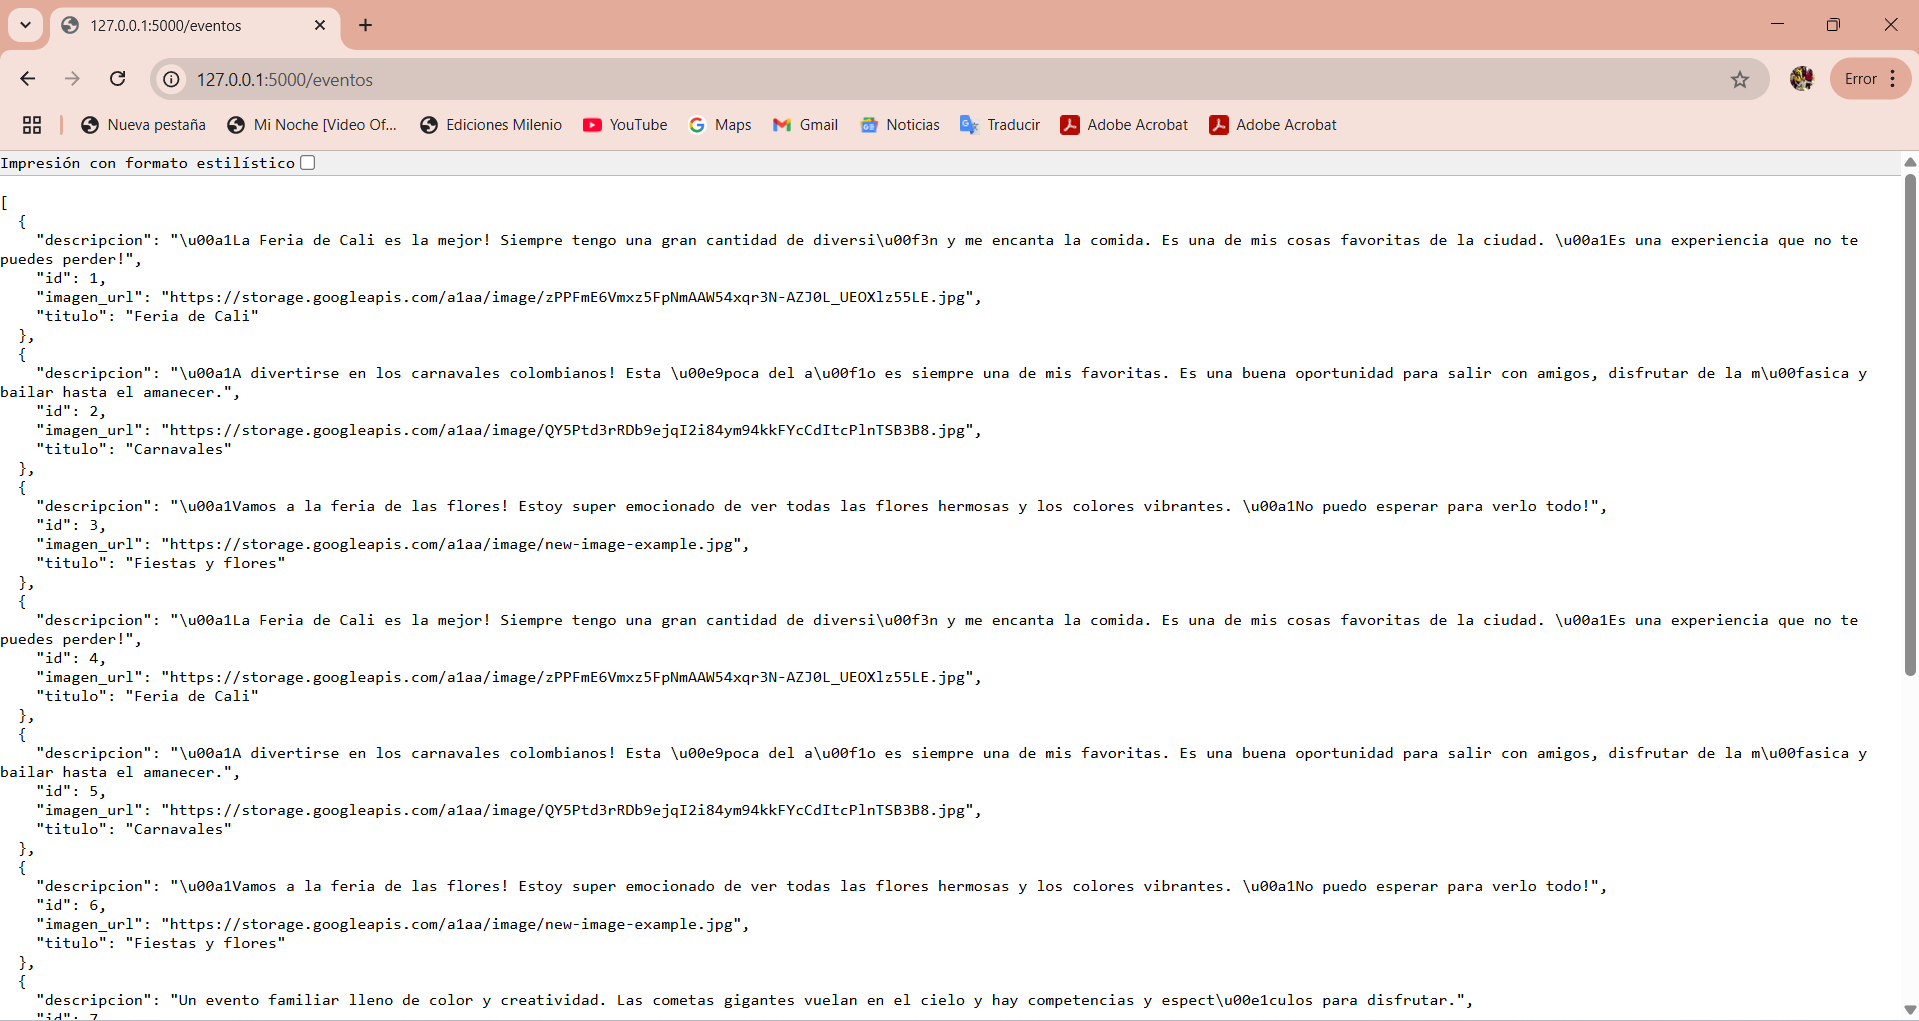 127.0.0.1:5000/eventos
127.0.0.1:5000/eventos
Error
Nueva pestaña
Mi Noche [Video Of...
Ediciones Milenio
YouTube
Maps
Gmail
Noticias
Traducir
Adobe Acrobat
Adobe Acrobat
Impresión con formato estilístico
[
  {
    "descripcion": "\u00a1La Feria de Cali es la mejor! Siempre tengo una gran cantidad de diversi\u00f3n y me encanta la comida. Es una de mis cosas favoritas de la ciudad. \u00a1Es una experiencia que no te
puedes perder!",
    "id": 1,
    "imagen_url": "https://storage.googleapis.com/a1aa/image/zPPFmE6Vmxz5FpNmAAW54xqr3N-AZJ0L_UEOXlz55LE.jpg",
    "titulo": "Feria de Cali"
  },
  {
    "descripcion": "\u00a1A divertirse en los carnavales colombianos! Esta \u00e9poca del a\u00f1o es siempre una de mis favoritas. Es una buena oportunidad para salir con amigos, disfrutar de la m\u00fasica y
bailar hasta el amanecer.",
    "id": 2,
    "imagen_url": "https://storage.googleapis.com/a1aa/image/QY5Ptd3rRDb9ejqI2i84ym94kkFYcCdItcPlnTSB3B8.jpg",
    "titulo": "Carnavales"
  },
  {
    "descripcion": "\u00a1Vamos a la feria de las flores! Estoy super emocionado de ver todas las flores hermosas y los colores vibrantes. \u00a1No puedo esperar para verlo todo!",
    "id": 3,
    "imagen_url": "https://storage.googleapis.com/a1aa/image/new-image-example.jpg",
    "titulo": "Fiestas y flores"
  },
  {
    "descripcion": "\u00a1La Feria de Cali es la mejor! Siempre tengo una gran cantidad de diversi\u00f3n y me encanta la comida. Es una de mis cosas favoritas de la ciudad. \u00a1Es una experiencia que no te
puedes perder!",
    "id": 4,
    "imagen_url": "https://storage.googleapis.com/a1aa/image/zPPFmE6Vmxz5FpNmAAW54xqr3N-AZJ0L_UEOXlz55LE.jpg",
    "titulo": "Feria de Cali"
  },
  {
    "descripcion": "\u00a1A divertirse en los carnavales colombianos! Esta \u00e9poca del a\u00f1o es siempre una de mis favoritas. Es una buena oportunidad para salir con amigos, disfrutar de la m\u00fasica y
bailar hasta el amanecer.",
    "id": 5,
    "imagen_url": "https://storage.googleapis.com/a1aa/image/QY5Ptd3rRDb9ejqI2i84ym94kkFYcCdItcPlnTSB3B8.jpg",
    "titulo": "Carnavales"
  },
  {
    "descripcion": "\u00a1Vamos a la feria de las flores! Estoy super emocionado de ver todas las flores hermosas y los colores vibrantes. \u00a1No puedo esperar para verlo todo!",
    "id": 6,
    "imagen_url": "https://storage.googleapis.com/a1aa/image/new-image-example.jpg",
    "titulo": "Fiestas y flores"
  },
  {
    "descripcion": "Un evento familiar lleno de color y creatividad. Las cometas gigantes vuelan en el cielo y hay competencias y espect\u00e1culos para disfrutar.",
    "id": 7